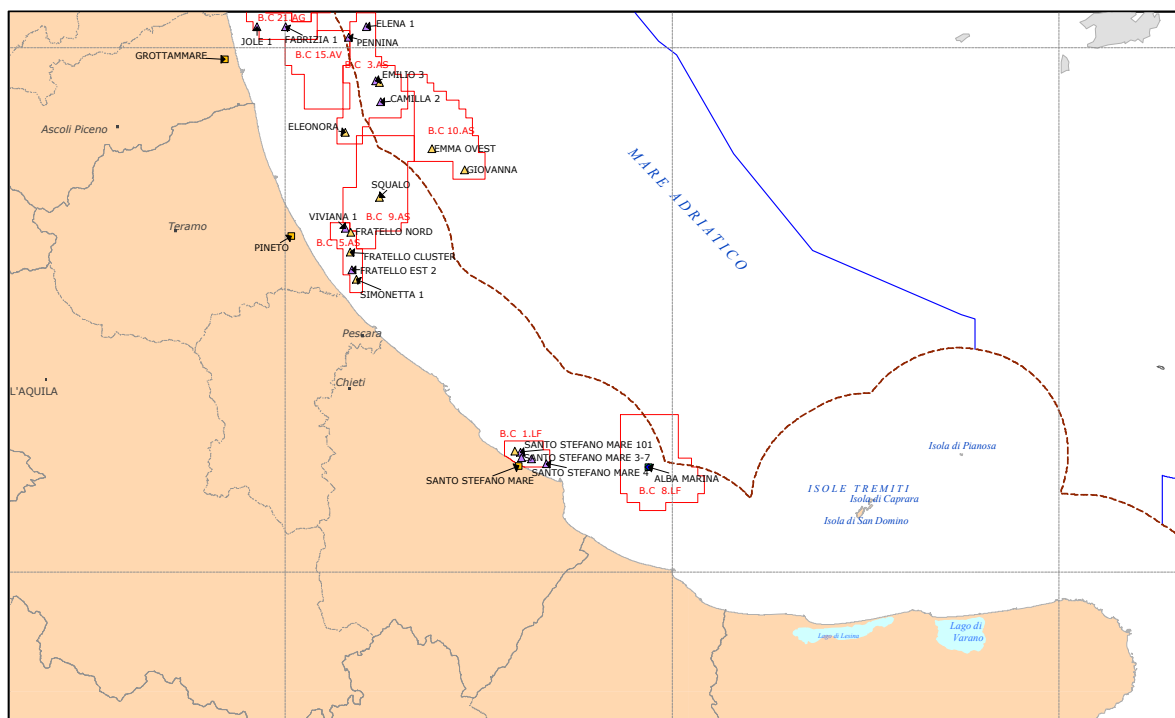 B.C 21.AG
ELENA 1
JOLE 1
FABRIZIA 1
PENNINA
GROTTAMMARE
B.C 15.AV
B.C 3.AS
EMILIO 3
CAMILLA 2
Ascoli Piceno
ELEONORA
B.C 10.AS
EMMA OVEST
GIOVANNA
MARE ADRIATICO
SQUALO
VIVIANA 1
B.C 9.AS
Teramo
FRATELLO NORD
PINETO
B.C 5.AS
FRATELLO CLUSTER
FRATELLO EST 2
SIMONETTA 1
Pescara
Chieti
L'AQUILA
B.C 1.LF
SANTO STEFANO MARE 101
SANTO STEFANO MARE 3-7
SANTO STEFANO MARE 4
SANTO STEFANO MARE
ALBA MARINA
B.C 8.LF
Isola di Pianosa
ISOLE TREMITI
Isola di Caprara
Isola di San Domino
Lago di Lesina
Lago di
Varano